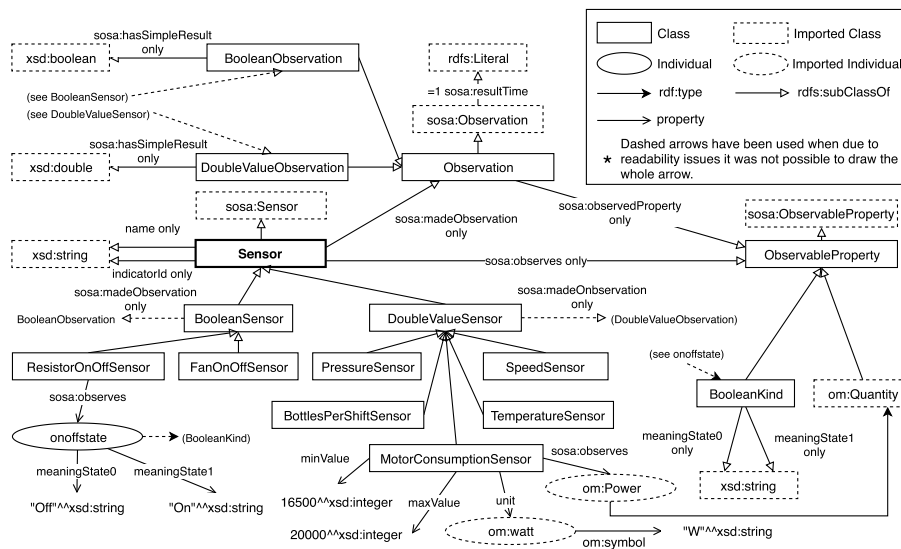 sosa:hasSimpleResult
only
xsd:boolean
BooleanObservation
(see BooleanSensor)
(see DoubleValueSensor)
sosa:hasSimpleResult
only
xsd:double
DoubleValueObservation
rdfs:Literal
=1 sosa:resultTime
sosa:Observation
Observation
Class
Imported Class
Individual
Imported Individual
rdf:type
rdfs:subClassOf
property
* Dashed arrows have been used when due to
readability issues it was not possible to draw the
whole arrow.
sosa:Sensor
name only
xsd:string
Sensor
indicatorId only
sosa:madeObservation
only
sosa:observedProperty
only
sosa:observes only
sosa:ObservableProperty
ObservableProperty
sosa:madeObservation
only
BooleanObservation
BooleanSensor
sosa:madeOnbservation
only
DoubleValueSensor
(DoubleValueObservation)
ResistorOnOffSensor
FanOnOffSensor
PressureSensor
SpeedSensor
(see onoffstate)
BooleanKind
om:Quantity
sosa:observes
BottlesPerShiftSensor
TemperatureSensor
onoffstate
(BooleanKind)
meaningState0
only
meaningState1
only
meaningState0
meaningState1
minValue
MotorConsumptionSensor
sosa:observes
om:Power
xsd:string
"Off"^^xsd:string
"On"^^xsd:string
16500^^xsd:integer
maxValue
unit
20000^^xsd:integer
om:watt
om:symbol
"W"^^xsd:string